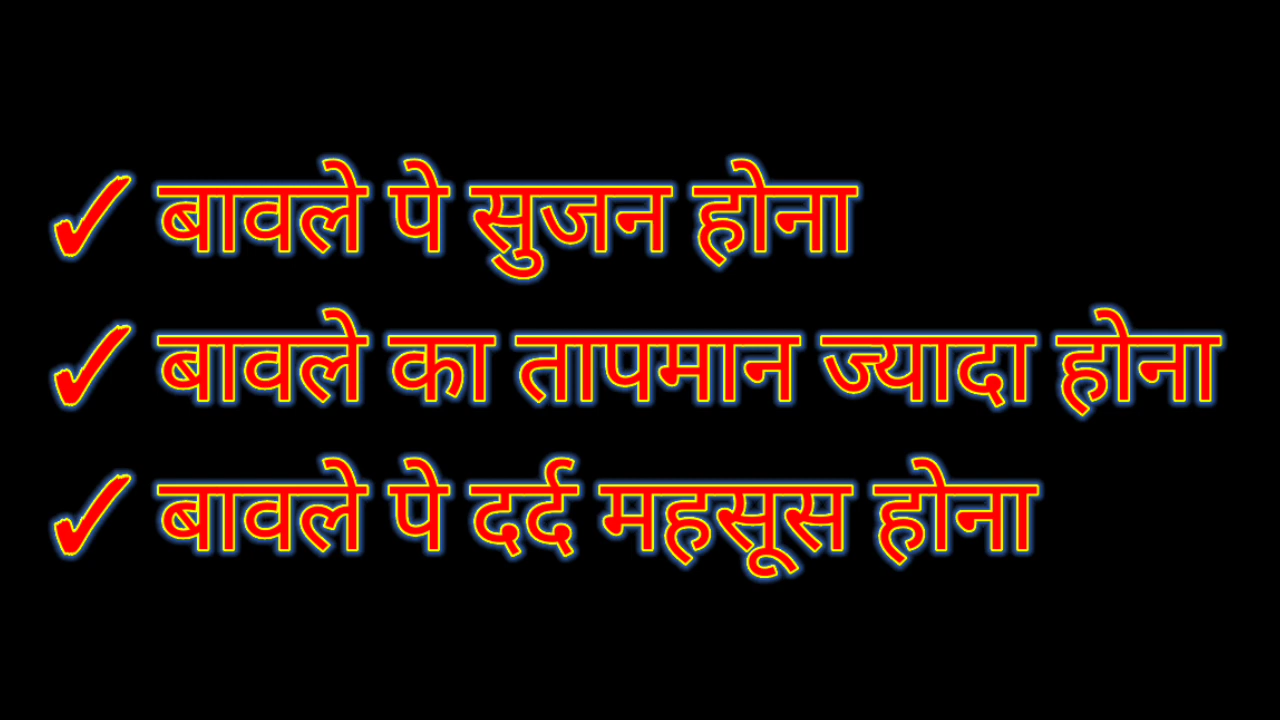 ✓ बावले पे सुजन होना
✓ बावले का तापमान ज्यादा होना
✓ बावले पे दर्द महसूस होना